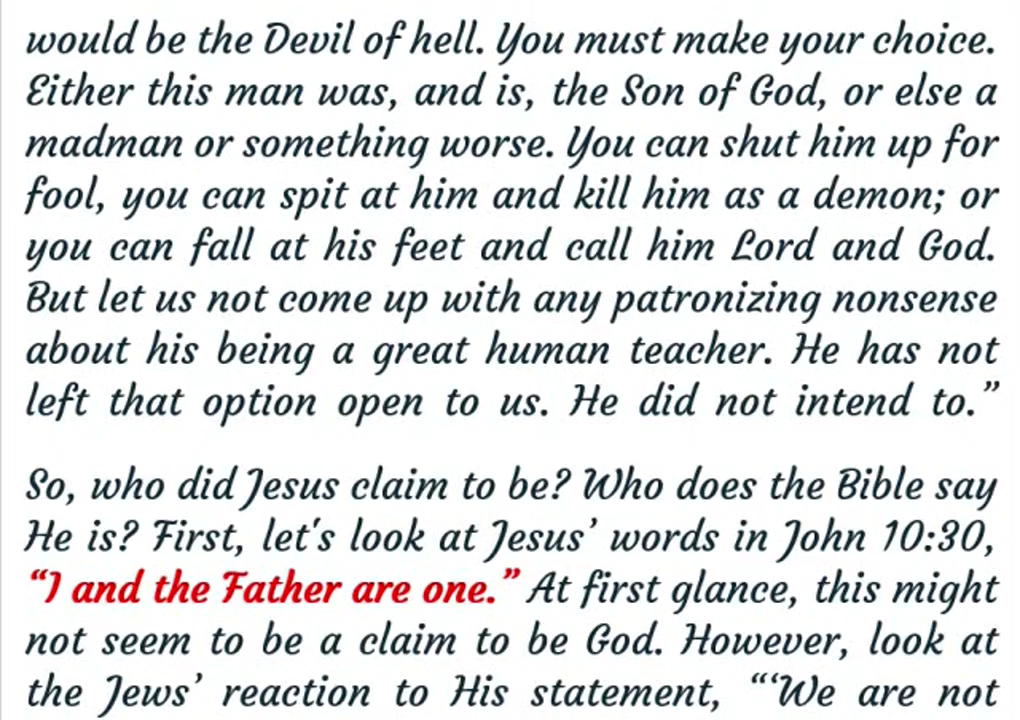 would be the Devil of hell. You must make your choice.
Either this man was, and is, the Son of God, or else a
madman or something worse. You can shut him up for
fool, you can spit at him and kill him as a demon; or
you can fall at his feet and call him Lord and God.
But let us not come up with any patronizing nonsense
about his being a great human teacher. He has not
left that option open to us. He did not intend to.”
So, who did Jesus claim to be? Who does the Bible say
He is? First, let's look at Jesus’ words in John 10:30,
“I and the Father are one.” At first glance, this might
not seem to be a claim to be God. However, look at
the Jews’ reaction to His statement, “‘We are not